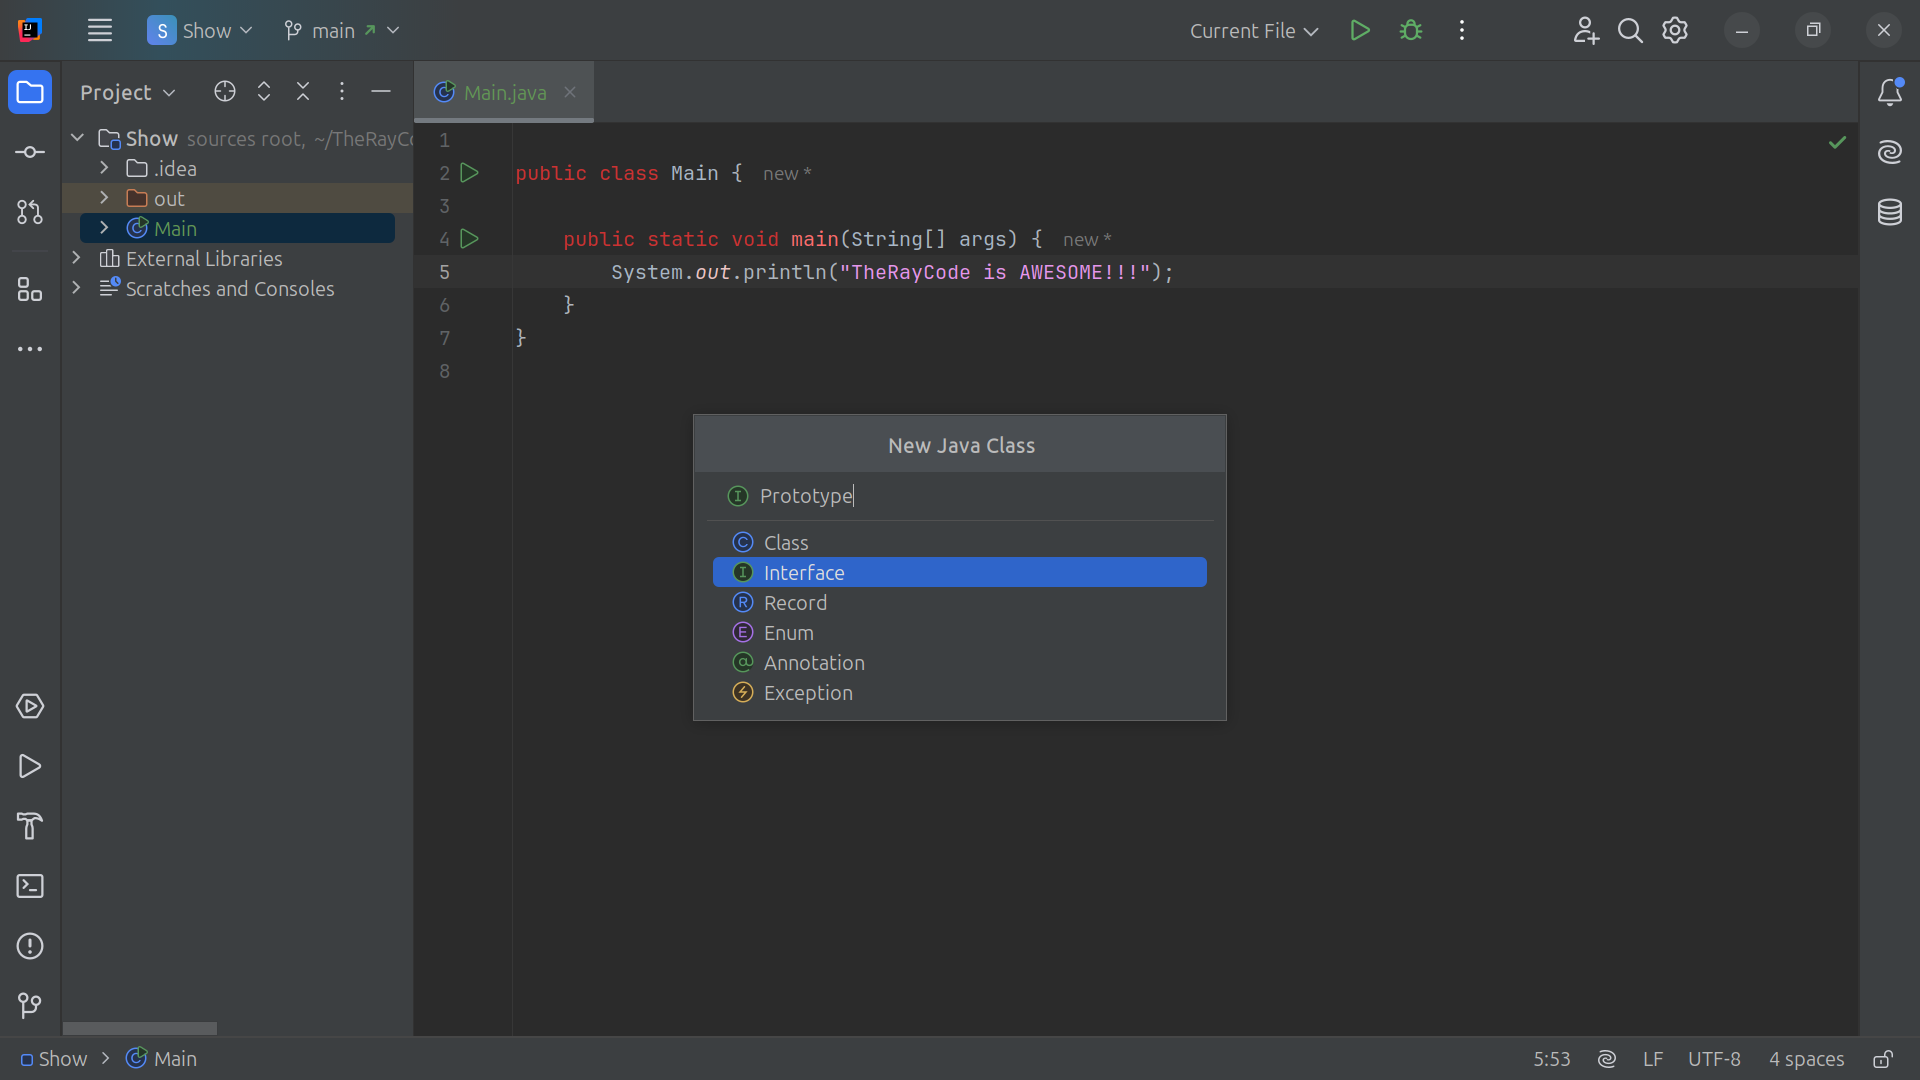 S Show main Current File
Project
Main.java
Show sources root, ~/TheRayCo
.idea
out
Main
External Libraries
Scratches and Consoles
1
2 public class Main { new *
3
4 public static void main(String[] args) { new *
5 System.out.println("TheRayCode is AWESOME!!!");
6 }
7 }
8
New Java Class
I Prototype
C Class
I Interface
R Record
E Enum
@ Annotation
Exception
Show > Main 5:53 LF UTF-8 4 spaces